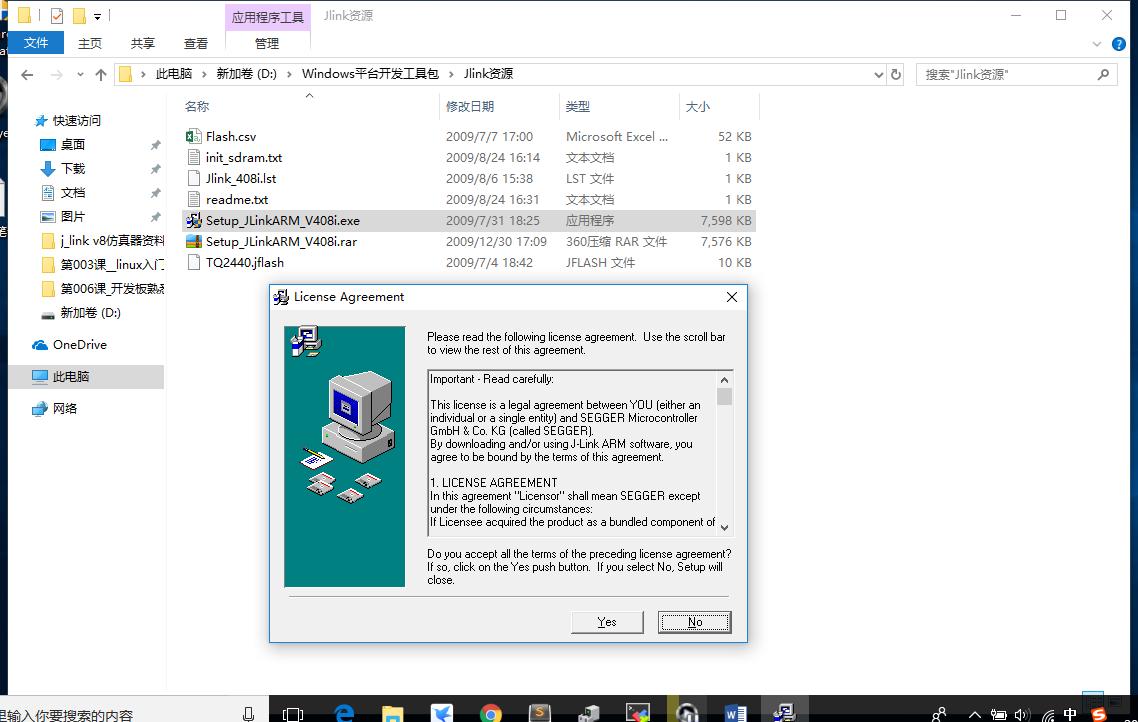 应用程序工具 Jlink资源
文件 主页 共享 查看 管理
此电脑 › 新加卷 (D:) › Windows平台开发工具包 › Jlink资源
搜索"Jlink资源"
名称 修改日期 类型 大小
快速访问
桌面
下载
文档
图片
j_link v8仿真器资料
第003课__linux入门
第006课_开发板熟悉
新加卷 (D:)
OneDrive
此电脑
网络
Flash.csv 2009/7/7 17:00 Microsoft Excel ... 52 KB
init_sdram.txt 2009/8/24 16:14 文本文档 1 KB
Jlink_408i.lst 2009/8/6 15:38 LST 文件 1 KB
readme.txt 2009/8/24 16:31 文本文档 1 KB
Setup_JLinkARM_V408i.exe 2009/7/31 18:25 应用程序 7,598 KB
Setup_JLinkARM_V408i.rar 2009/12/30 17:09 360压缩 RAR 文件 7,576 KB
TQ2440.jflash 2009/7/4 18:42 JFLASH 文件 10 KB
License Agreement
Please read the following license agreement. Use the scroll bar
to view the rest of this agreement.
Important - Read carefully:
This license is a legal agreement between YOU (either an
individual or a single entity) and SEGGER Microcontroller
GmbH & Co. KG (called SEGGER).
By downloading and/or using J-Link ARM software, you
agree to be bound by the terms of this agreement.
1. LICENSE AGREEMENT
In this agreement "Licensor" shall mean SEGGER except
under the following circumstances:
If Licensee acquired the product as a bundled component of
Do you accept all the terms of the preceding license agreement?
If so, click on the Yes push button. If you select No, Setup will
close.
Yes No
里输入你要搜索的内容
中